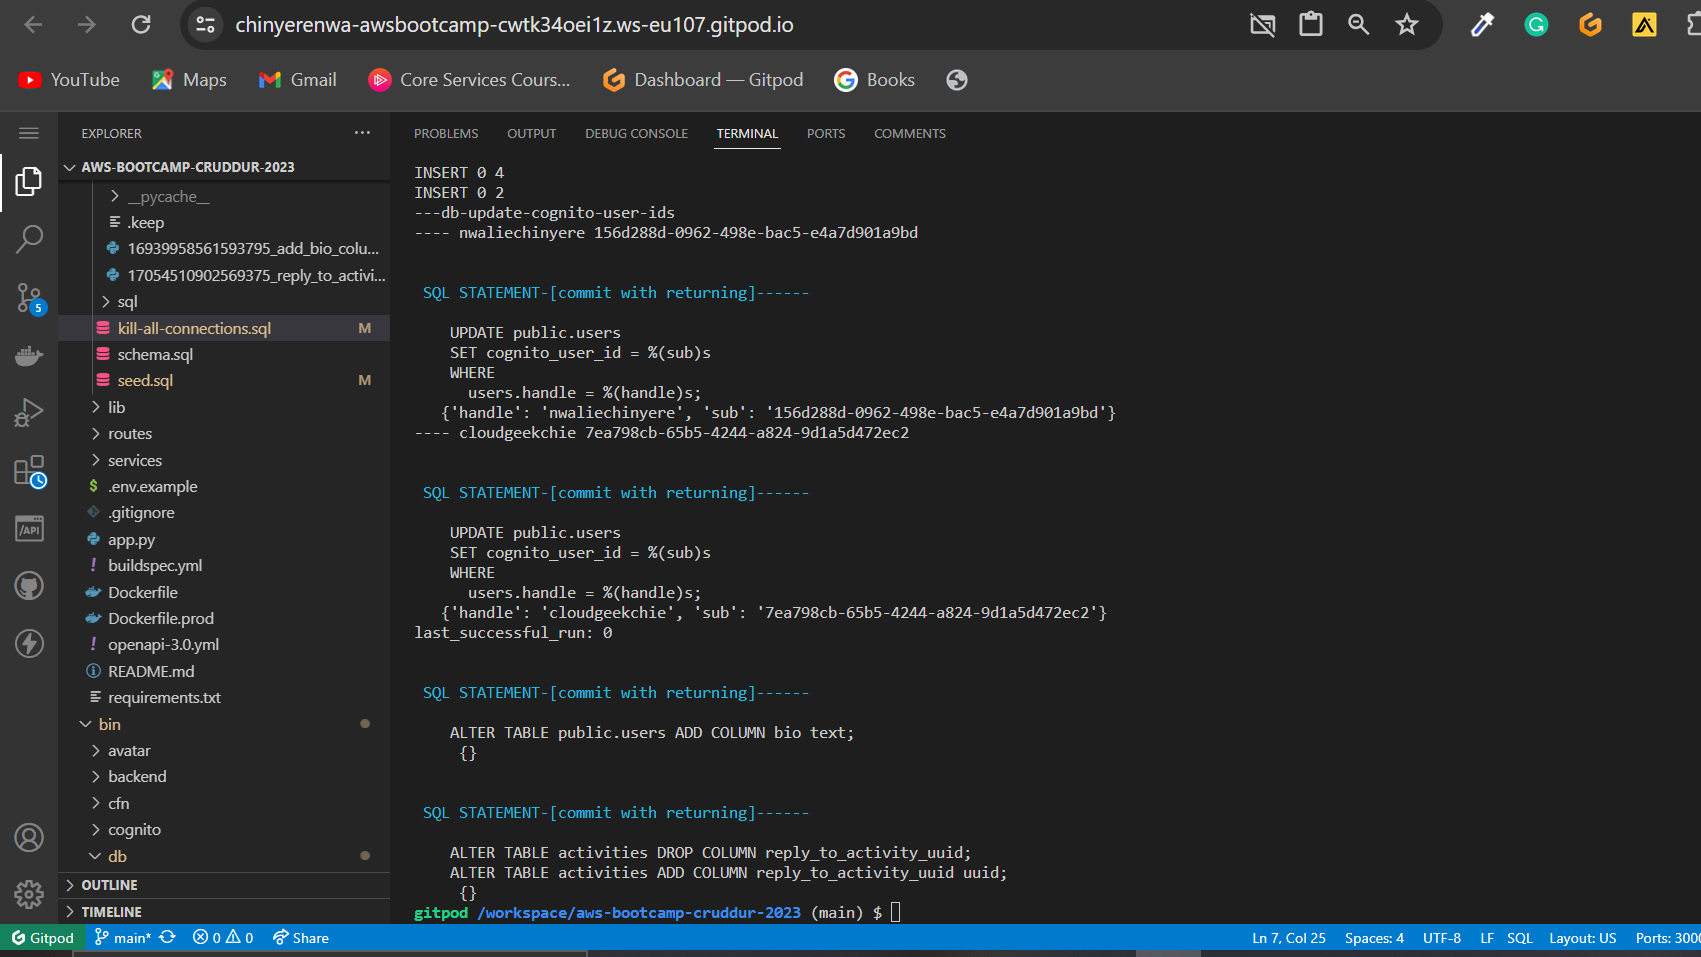 chinyerenwa-awsbootcamp-cwtk34oei1z.ws-eu107.gitpod.io
YouTube Maps Gmail Core Services Cours... Dashboard — Gitpod Books
EXPLORER ...
AWS-BOOTCAMP-CRUDDUR-2023
__pycache__
.keep
16939958561593795_add_bio_colu...
17054510902569375_reply_to_activi...
sql
kill-all-connections.sql M
schema.sql
seed.sql M
lib
routes
services
$ .env.example
.gitignore
app.py
! buildspec.yml
Dockerfile
Dockerfile.prod
! openapi-3.0.yml
README.md
requirements.txt
bin
avatar
backend
cfn
cognito
db
OUTLINE
TIMELINE
5
/API
PROBLEMS OUTPUT DEBUG CONSOLE TERMINAL PORTS COMMENTS
INSERT 0 4
INSERT 0 2
---db-update-cognito-user-ids
---- nwaliechinyere 156d288d-0962-498e-bac5-e4a7d901a9bd
SQL STATEMENT-[commit with returning]------
UPDATE public.users
SET cognito_user_id = %(sub)s
WHERE
users.handle = %(handle)s;
{'handle': 'nwaliechinyere', 'sub': '156d288d-0962-498e-bac5-e4a7d901a9bd'}
---- cloudgeekchie 7ea798cb-65b5-4244-a824-9d1a5d472ec2
SQL STATEMENT-[commit with returning]------
UPDATE public.users
SET cognito_user_id = %(sub)s
WHERE
users.handle = %(handle)s;
{'handle': 'cloudgeekchie', 'sub': '7ea798cb-65b5-4244-a824-9d1a5d472ec2'}
last_successful_run: 0
SQL STATEMENT-[commit with returning]------
ALTER TABLE public.users ADD COLUMN bio text;
{}
SQL STATEMENT-[commit with returning]------
ALTER TABLE activities DROP COLUMN reply_to_activity_uuid;
ALTER TABLE activities ADD COLUMN reply_to_activity_uuid uuid;
{}
gitpod /workspace/aws-bootcamp-cruddur-2023 (main) $
Gitpod main* 0 0 Share Ln 7, Col 25 Spaces: 4 UTF-8 LF SQL Layout: US Ports: 3000